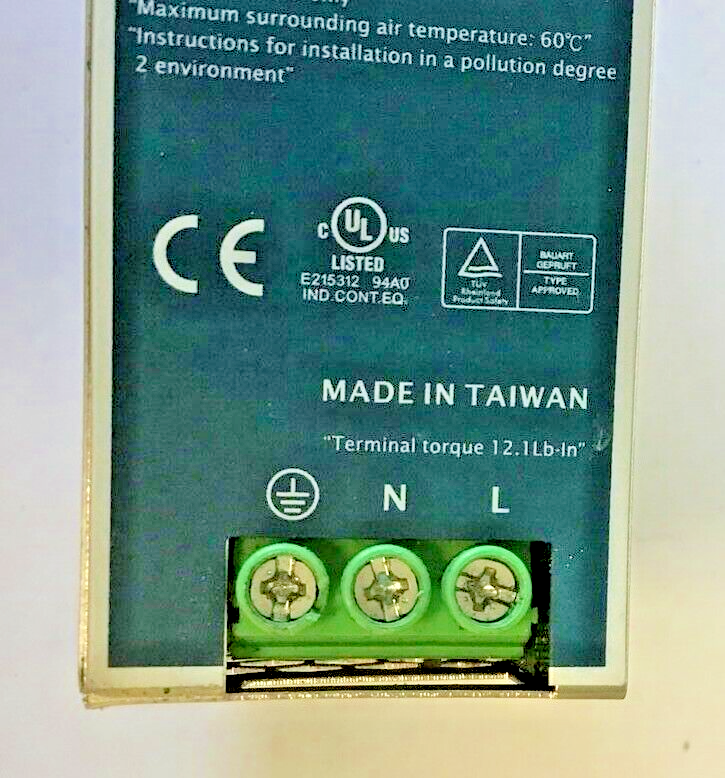 "Maximum surrounding air temperature: 60℃"
"Instructions for installation in a pollution degree
2 environment"
CE
C UL US
LISTED
E215312 94A0
IND.CONT.EQ.
TÜV
Rheinland
Product Safety
BAUART
GEPRUFT
TYPE
APPROVED
MADE IN TAIWAN
"Terminal torque 12.1Lb-In"
N L